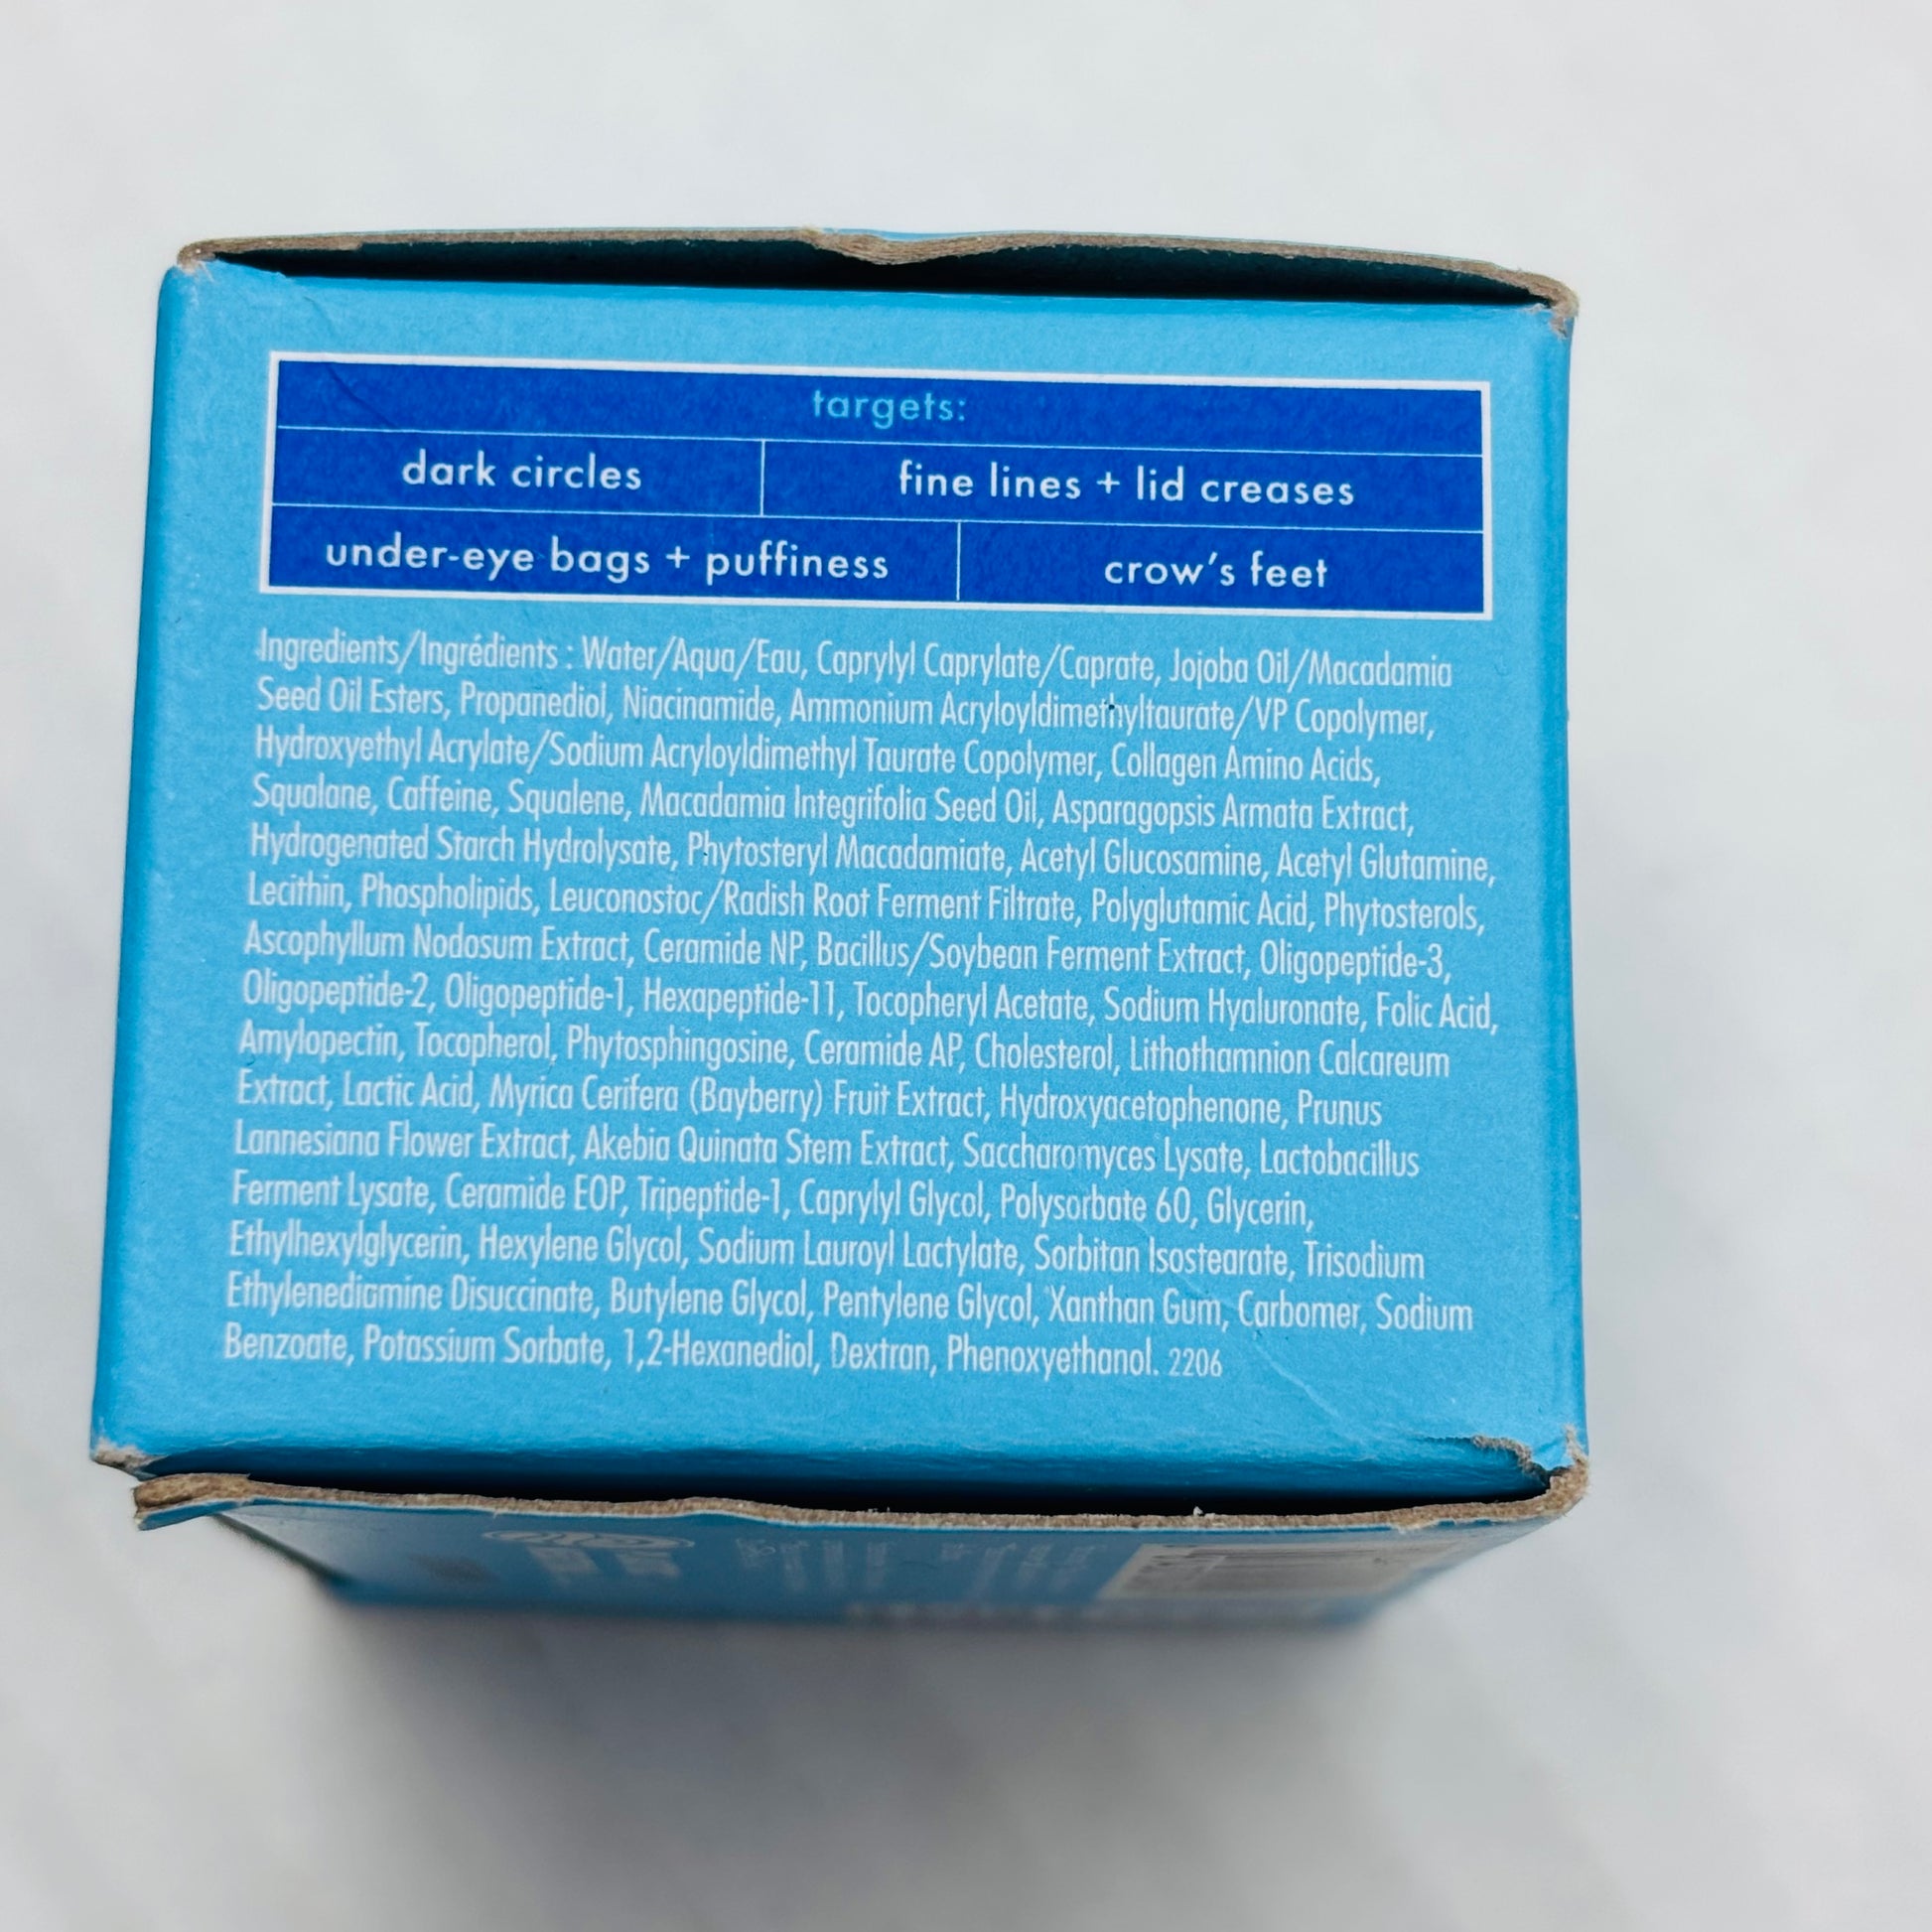 targets:
dark circles
fine lines + lid creases
under-eye bags + puffiness
crow's feet
Ingredients/Ingrédients : Water/Aqua/Eau, Caprylyl Caprylate/Caprate, Jojoba Oil/Macadamia
Seed Oil Esters, Propanediol, Niacinamide, Ammonium Acryloyldimethyltaurate/VP Copolymer,
Hydroxyethyl Acrylate/Sodium Acryloyldimethyl Taurate Copolymer, Collagen Amino Acids,
Squalane, Caffeine, Squalene, Macadamia Integrifolia Seed Oil, Asparagopsis Armata Extract,
Hydrogenated Starch Hydrolysate, Phytosteryl Macadamiate, Acetyl Glucosamine, Acetyl Glutamine,
Lecithin, Phospholipids, Leuconostoc/Radish Root Ferment Filtrate, Polyglutamic Acid, Phytosterols,
Ascophyllum Nodosum Extract, Ceramide NP, Bacillus/Soybean Ferment Extract, Oligopeptide-3,
Oligopeptide-2, Oligopeptide-1, Hexapeptide-11, Tocopheryl Acetate, Sodium Hyaluronate, Folic Acid,
Amylopectin, Tocopherol, Phytosphingosine, Ceramide AP, Cholesterol, Lithothamnion Calcareum
Extract, Lactic Acid, Myrica Cerifera (Bayberry) Fruit Extract, Hydroxyacetophenone, Prunus
Lannesiana Flower Extract, Akebia Quinata Stem Extract, Saccharomyces Lysate, Lactobacillus
Ferment Lysate, Ceramide EOP, Tripeptide-1, Caprylyl Glycol, Polysorbate 60, Glycerin,
Ethylhexylglycerin, Hexylene Glycol, Sodium Lauroyl Lactylate, Sorbitan Isostearate, Trisodium
Ethylenediamine Disuccinate, Butylene Glycol, Pentylene Glycol, Xanthan Gum, Carbomer, Sodium
Benzoate, Potassium Sorbate, 1,2-Hexanediol, Dextran, Phenoxyethanol. 2206